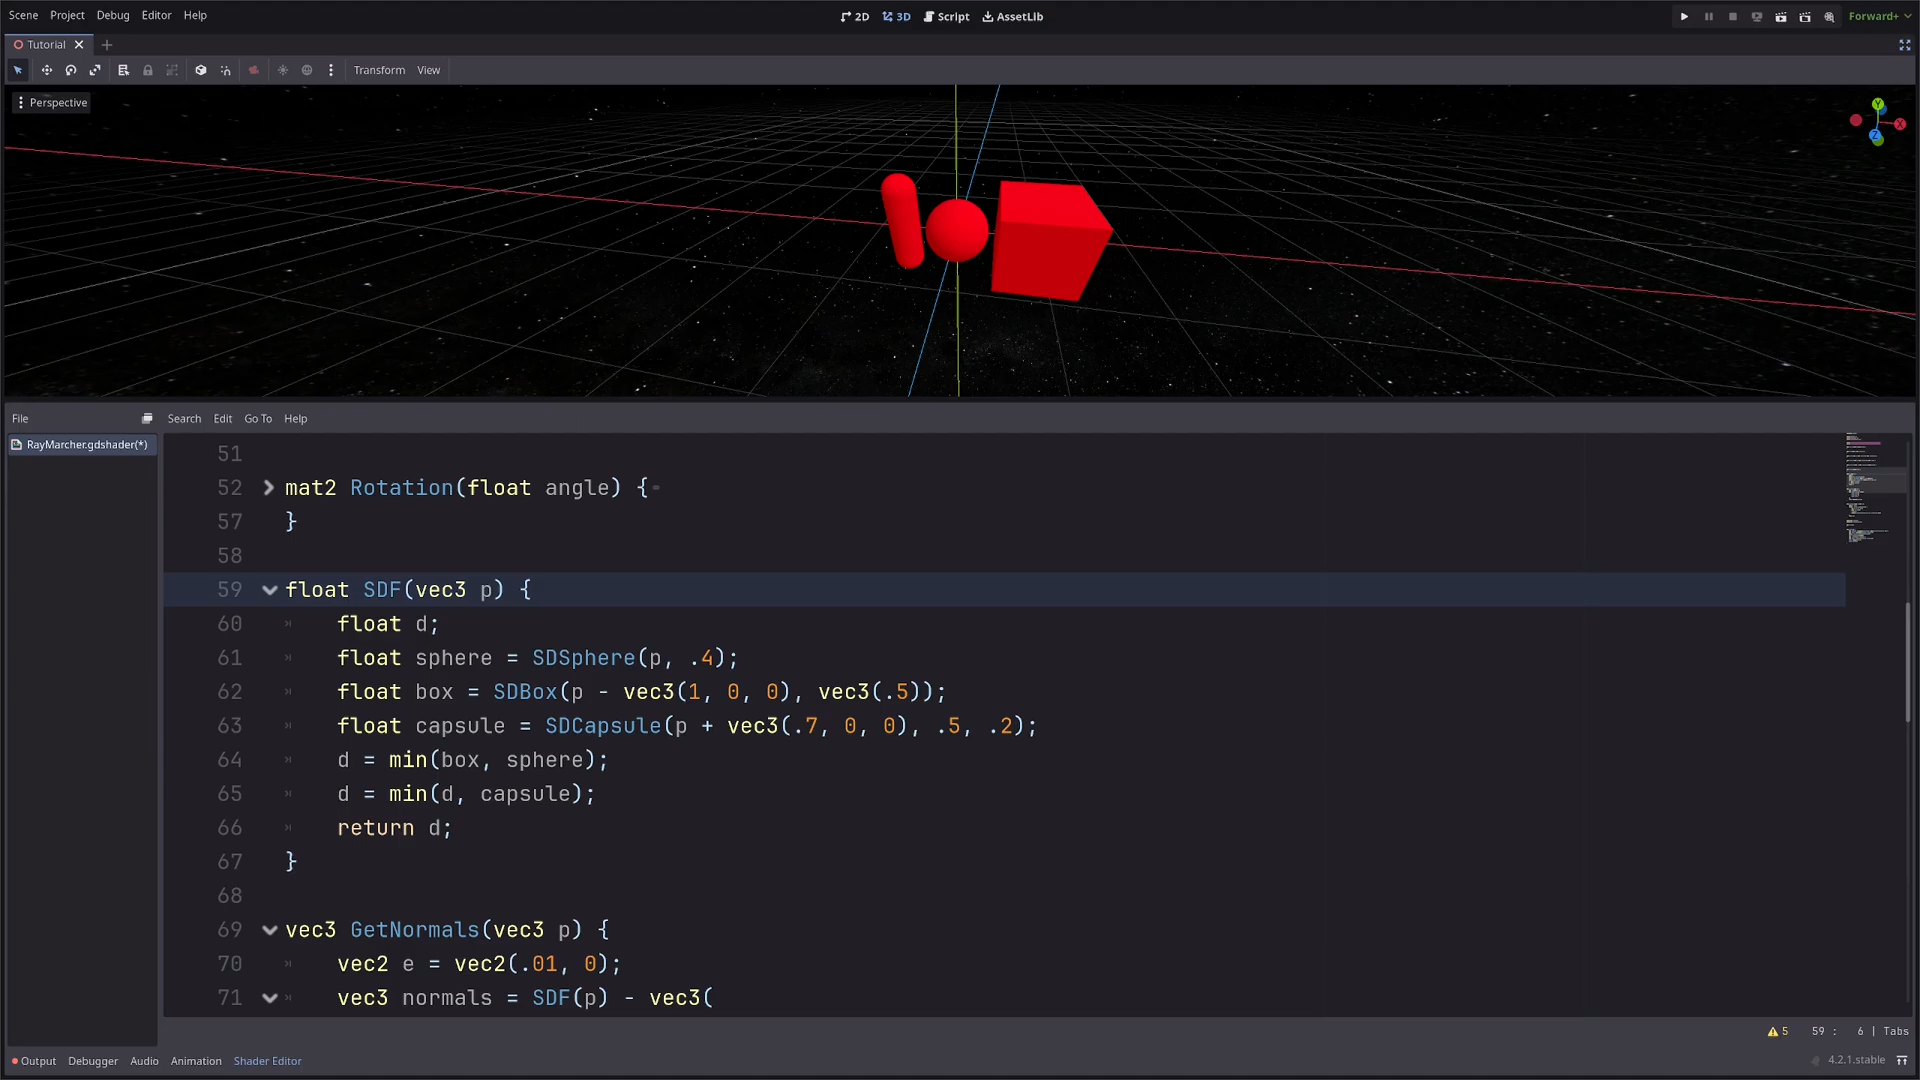 Scene Project Debug Editor Help 2D 3D Script AssetLib Forward+
Tutorial
Transform View
Perspective
Y
X
Z
File Search Edit Go To Help
RayMarcher.gdshader(*)
51
52 mat2 Rotation(float angle) {
57 }
58
59 float SDF(vec3 p) {
60 float d;
61 float sphere = SDSphere(p, .4);
62 float box = SDBox(p - vec3(1, 0, 0), vec3(.5));
63 float capsule = SDCapsule(p + vec3(.7, 0, 0), .5, .2);
64 d = min(box, sphere);
65 d = min(d, capsule);
66 return d;
67 }
68
69 vec3 GetNormals(vec3 p) {
70 vec2 e = vec2(.01, 0);
71 vec3 normals = SDF(p) - vec3(
5 59 : 6 | Tabs
Output Debugger Audio Animation Shader Editor 4.2.1.stable